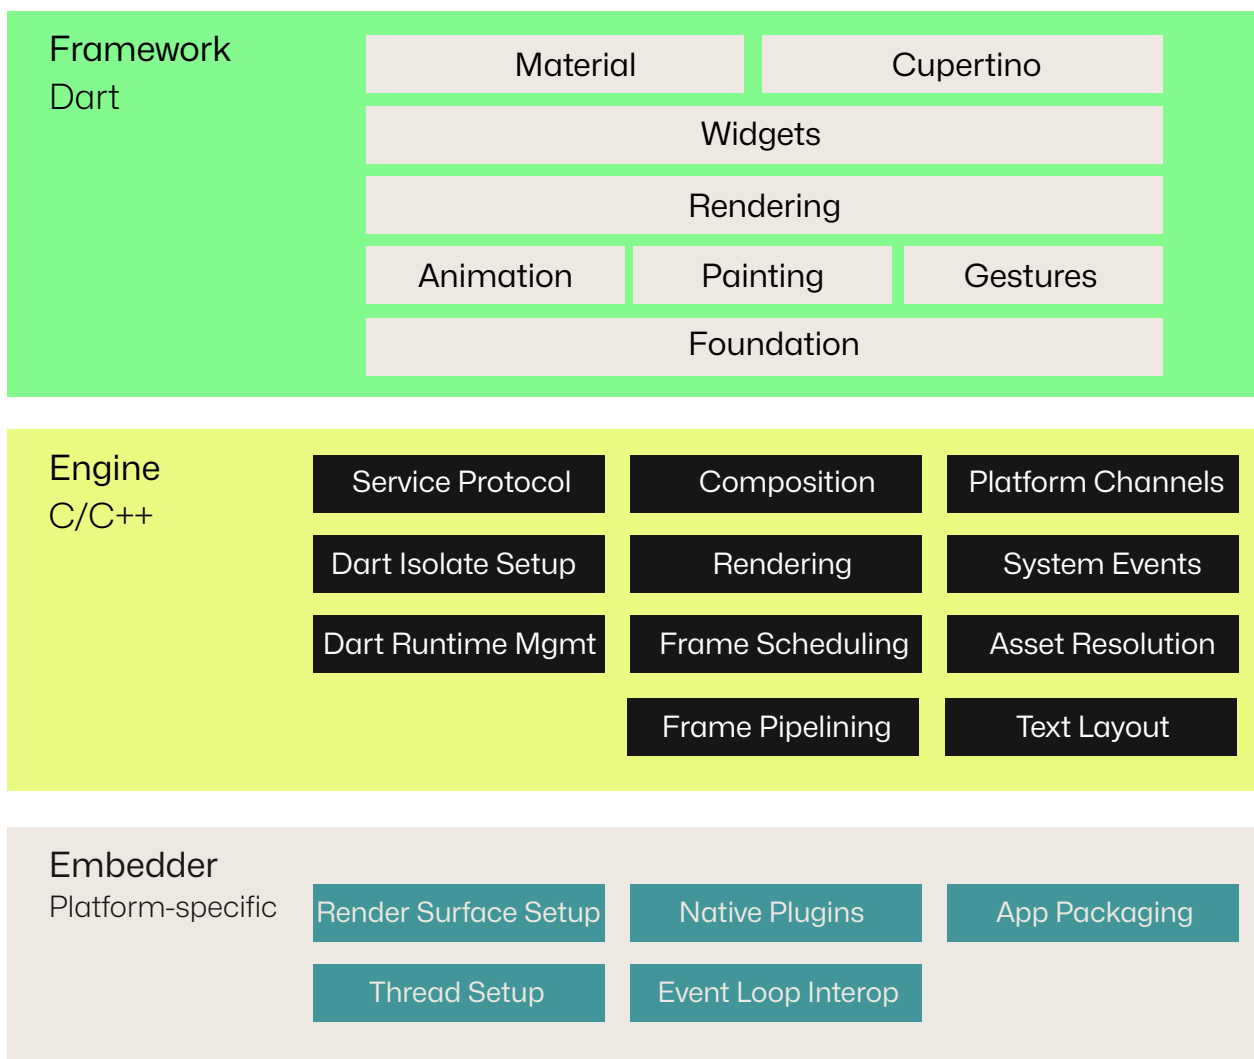 Framework
Dart
Material
Cupertino
Widgets
Rendering
Animation
Painting
Gestures
Foundation
Engine
C/C++
Service Protocol
Composition
Platform Channels
Dart Isolate Setup
Rendering
System Events
Dart Runtime Mgmt
Frame Scheduling
Asset Resolution
Frame Pipelining
Text Layout
Embedder
Platform-specific
Render Surface Setup
Native Plugins
App Packaging
Thread Setup
Event Loop Interop